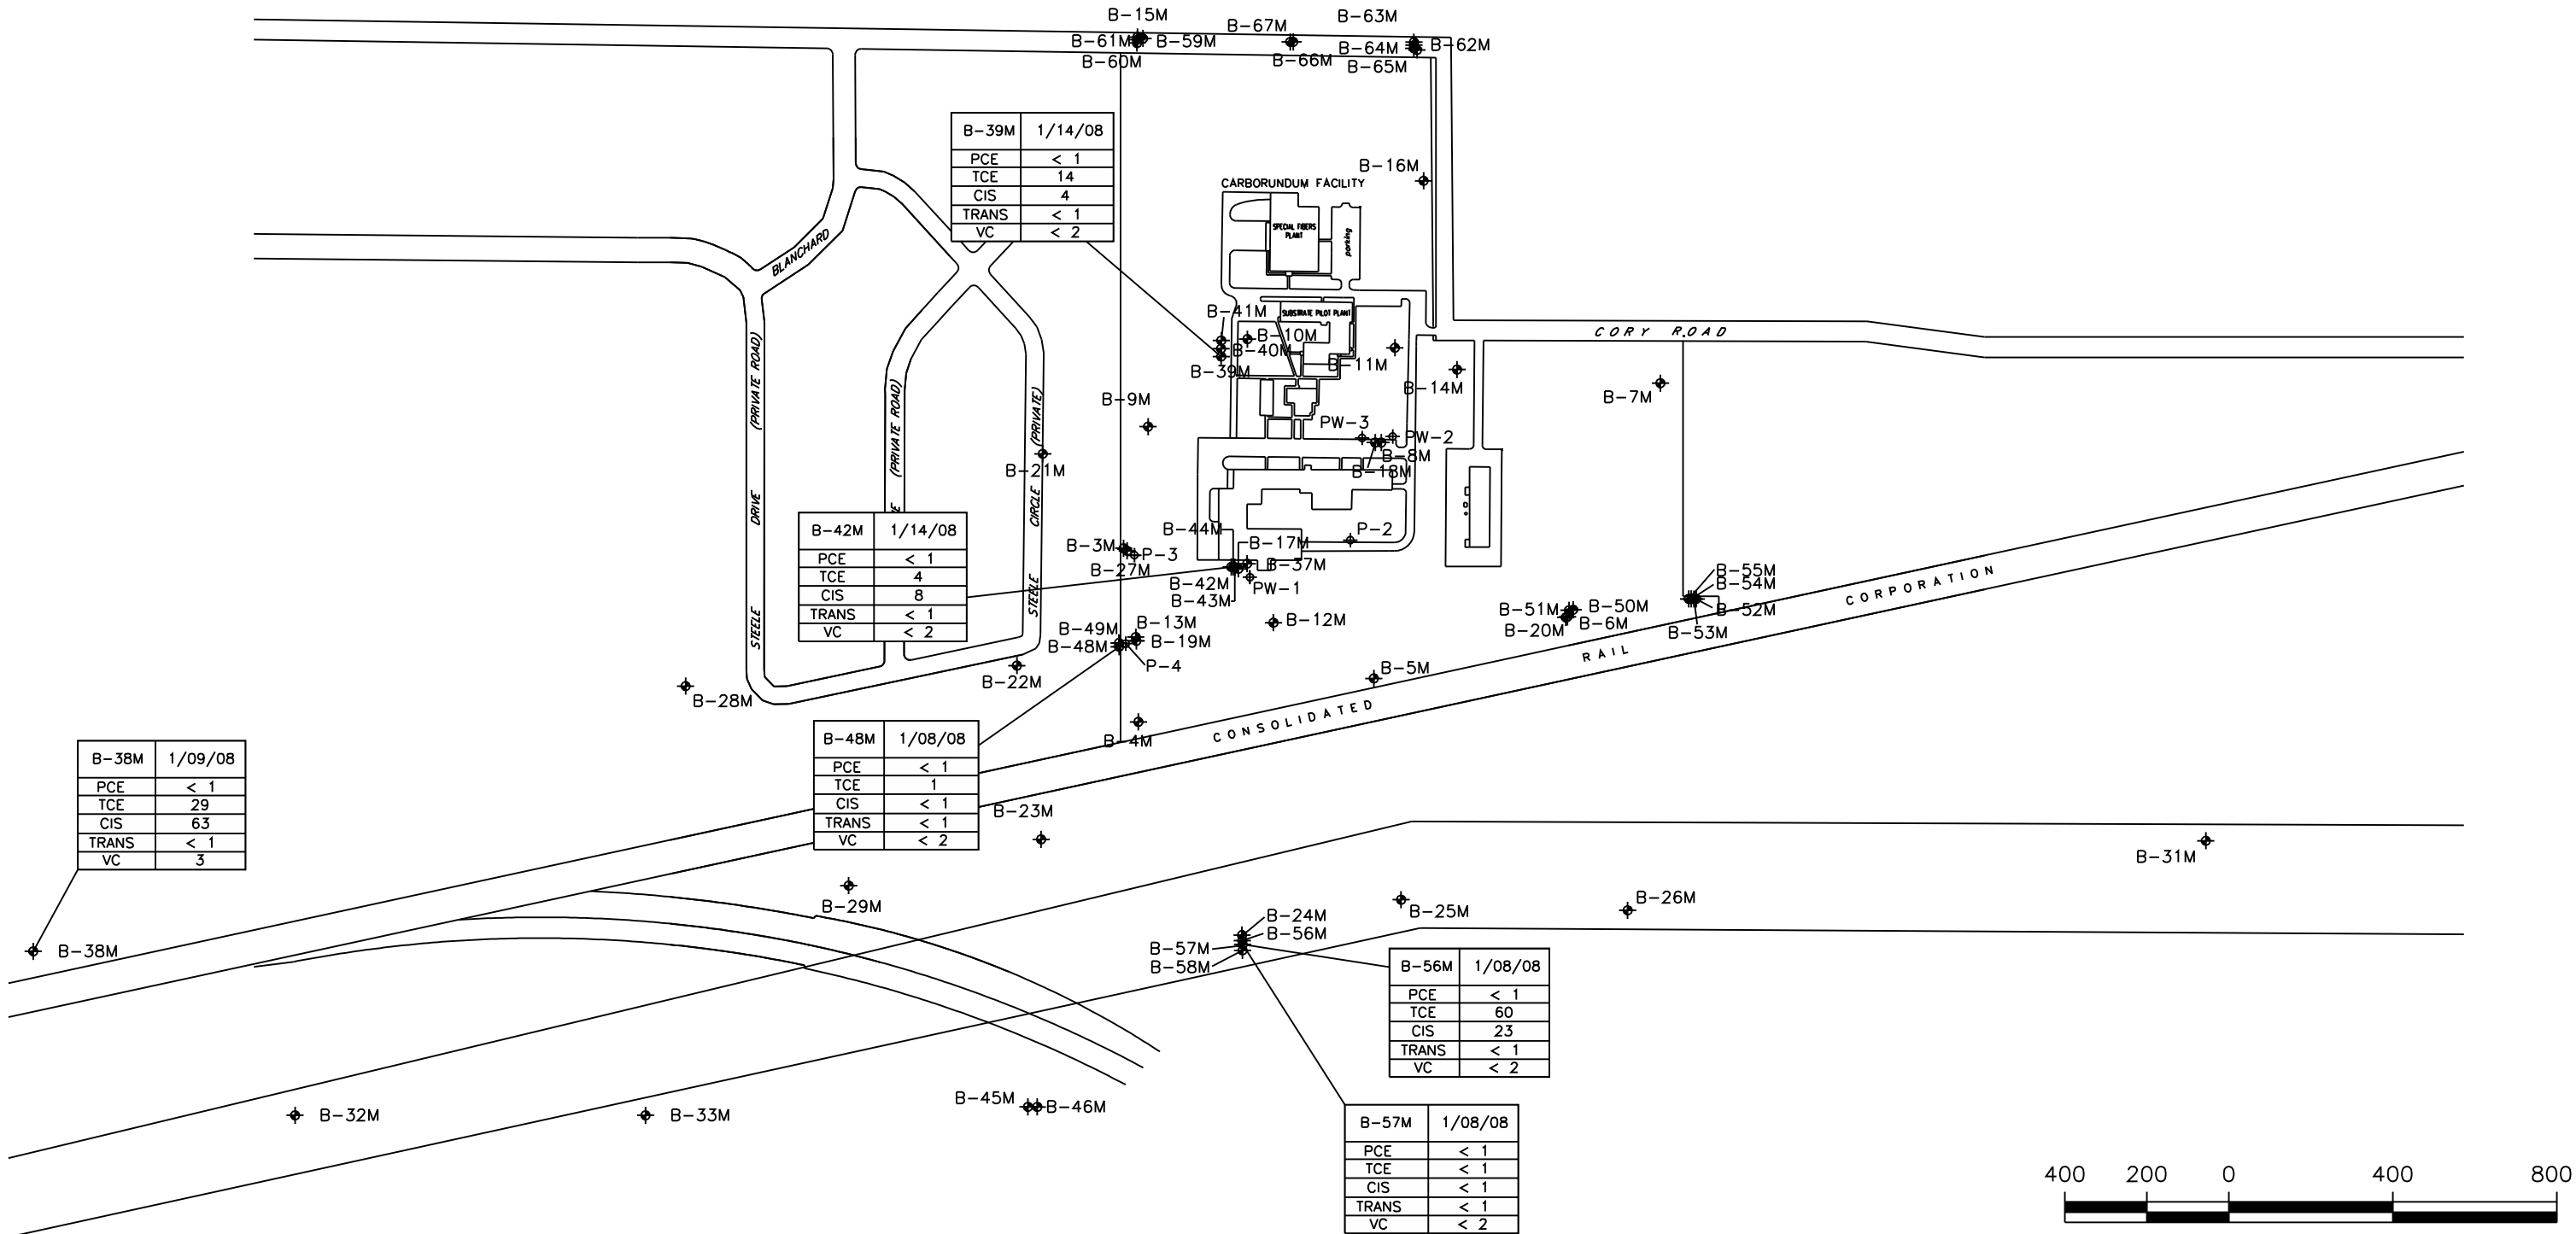 B-15M
B-67M
B-63M
B-61M
B-59M
B-64M
B-62M
B-60M
B-66M
B-65M
B-39M 1/14/08
PCE < 1
TCE 14
CIS 4
TRANS < 1
VC < 2
B-16M
CARBORUNDUM FACILITY
SPECIAL FIBERS
PLANT
parking
BLANCHARD
B-41M
SUBSTRATE PILOT PLANT
B-10M
B-40M
B-39M
B-11M
B-14M
CORY ROAD
B-7M
STEELE DRIVE (PRIVATE ROAD)
(PRIVATE ROAD)
STEELE CIRCLE (PRIVATE)
B-9M
B-21M
PW-3
PW-2
B-8M
B-18M
B-42M 1/14/08
PCE < 1
TCE 4
CIS 8
TRANS < 1
VC < 2
B-44M
P-2
B-3M
P-3
B-17M
B-27M
B-37M
B-42M
PW-1
B-43M
B-55M
B-54M
B-51M
B-50M
B-52M
B-20M
B-6M
B-53M
B-12M
B-49M
B-13M
B-48M
B-19M
P-4
B-22M
B-5M
B-28M
B-4M
CONSOLIDATED RAIL CORPORATION
B-48M 1/08/08
PCE < 1
TCE 1
CIS < 1
TRANS < 1
VC < 2
B-38M 1/09/08
PCE < 1
TCE 29
CIS 63
TRANS < 1
VC 3
B-23M
B-31M
B-29M
B-25M
B-26M
B-24M
B-56M
B-57M
B-58M
B-38M
B-56M 1/08/08
PCE < 1
TCE 60
CIS 23
TRANS < 1
VC < 2
B-32M
B-33M
B-45M
B-46M
B-57M 1/08/08
PCE < 1
TCE < 1
CIS < 1
TRANS < 1
VC < 2
400 200 0 400 800